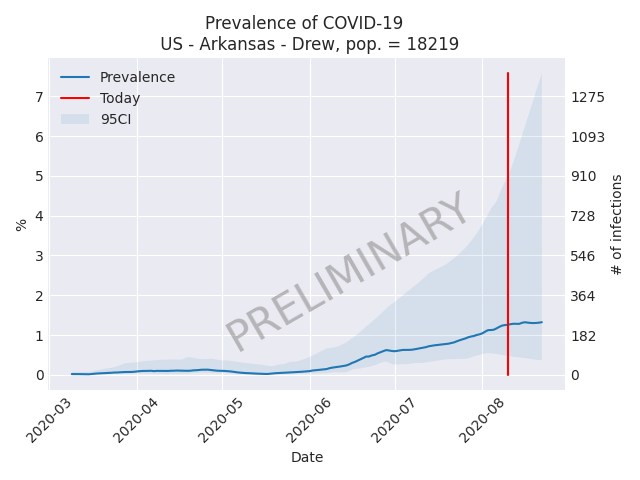 Prevalence of COVID-19
US - Arkansas - Drew, pop. = 18219
Prevalence
Today
95CI
7
6
5
4
3
2
1
0
%
1275
1093
910
728
546
364
182
0
# of infections
PRELIMINARY
2020-03
2020-04
2020-05
2020-06
2020-07
2020-08
Date